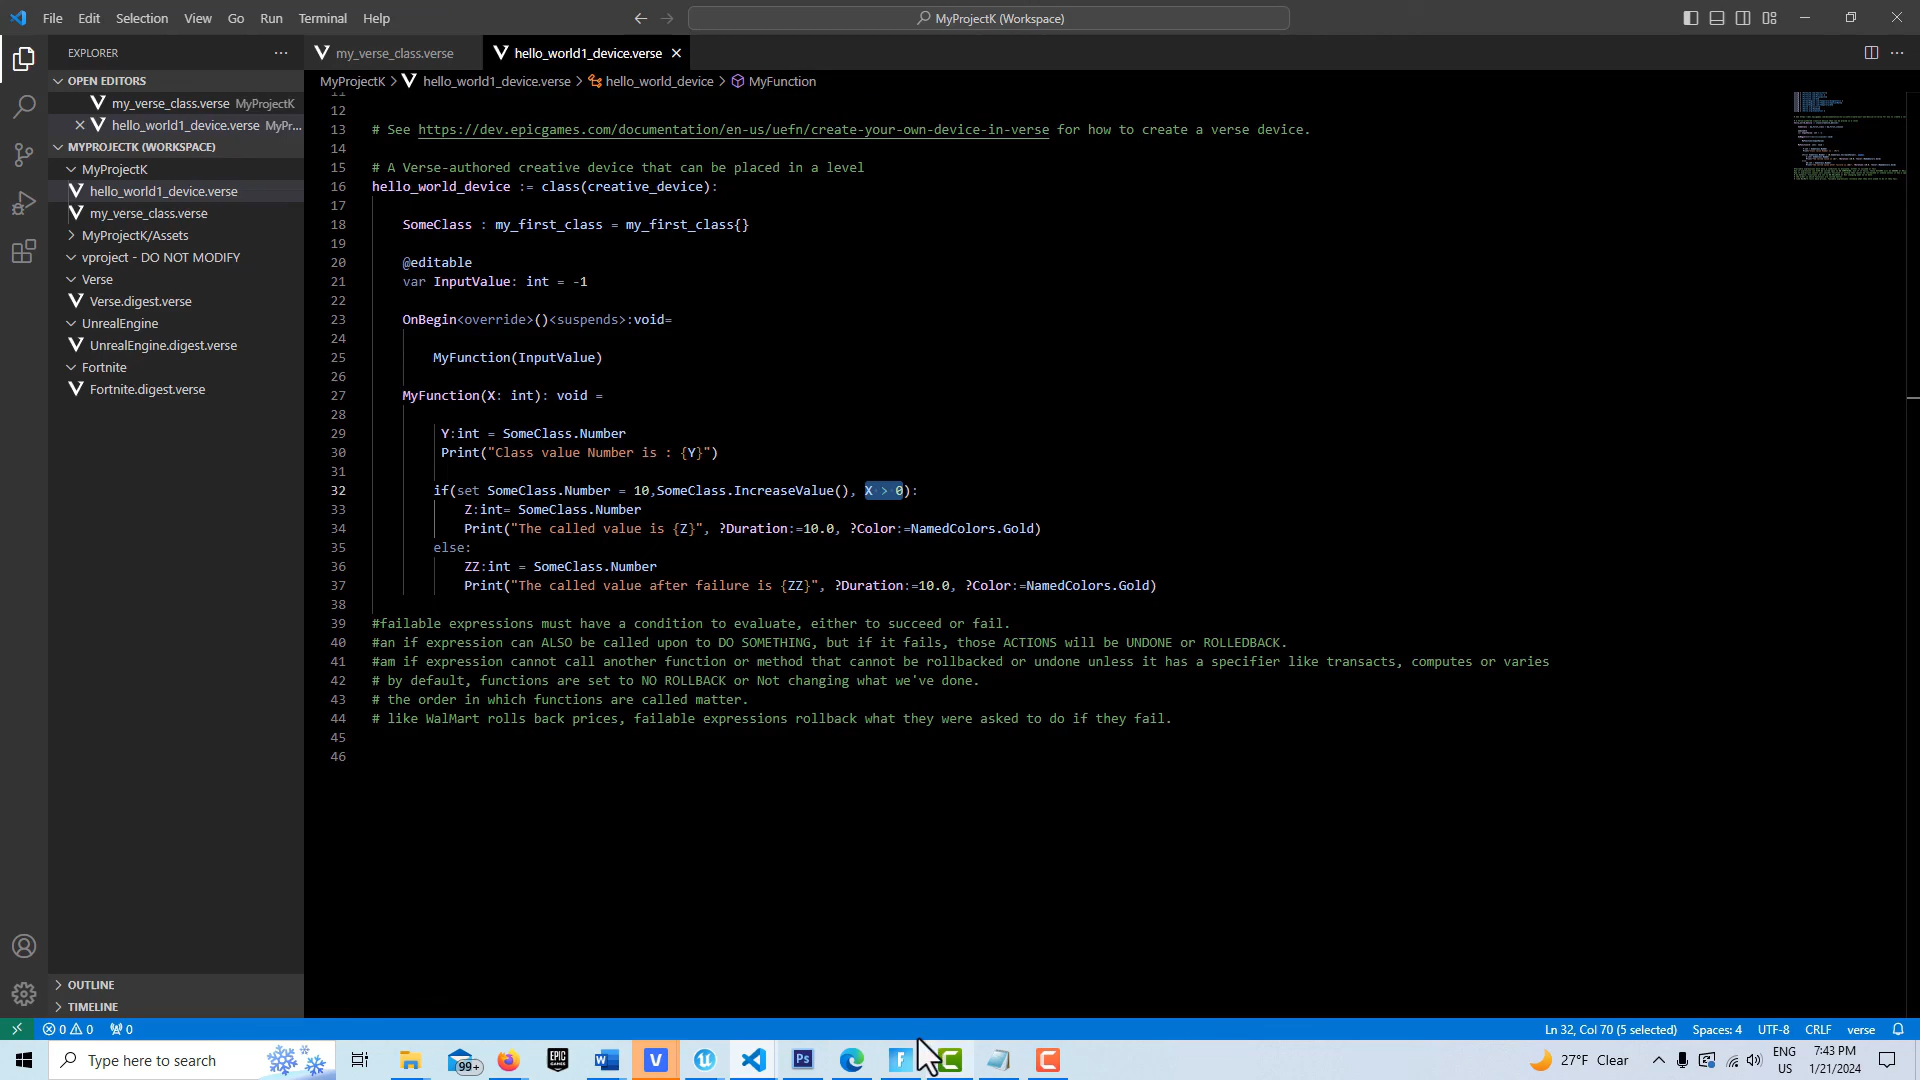 File Edit Selection View Go Run Terminal Help
MyProjectK (Workspace)
EXPLORER
OPEN EDITORS
my_verse_class.verse MyProjectK
hello_world1_device.verse MyPr...
MYPROJECTK (WORKSPACE)
MyProjectK
hello_world1_device.verse
my_verse_class.verse
MyProjectK/Assets
vproject - DO NOT MODIFY
Verse
Verse.digest.verse
UnrealEngine
UnrealEngine.digest.verse
Fortnite
Fortnite.digest.verse
OUTLINE
TIMELINE
my_verse_class.verse hello_world1_device.verse
MyProjectK > hello_world1_device.verse > hello_world_device > MyFunction
12
13 # See https://dev.epicgames.com/documentation/en-us/uefn/create-your-own-device-in-verse for how to create a verse device.
14
15 # A Verse-authored creative device that can be placed in a level
16 hello_world_device := class(creative_device):
17
18 SomeClass : my_first_class = my_first_class{}
19
20 @editable
21 var InputValue: int = -1
22
23 OnBegin<override>()<suspends>:void=
24
25 MyFunction(InputValue)
26
27 MyFunction(X: int): void =
28
29 Y:int = SomeClass.Number
30 Print("Class value Number is : {Y}")
31
32 if(set SomeClass.Number = 10,SomeClass.IncreaseValue(), X > 0):
33 Z:int= SomeClass.Number
34 Print("The called value is {Z}", ?Duration:=10.0, ?Color:=NamedColors.Gold)
35 else:
36 ZZ:int = SomeClass.Number
37 Print("The called value after failure is {ZZ}", ?Duration:=10.0, ?Color:=NamedColors.Gold)
38
39 #failable expressions must have a condition to evaluate, either to succeed or fail.
40 #an if expression can ALSO be called upon to DO SOMETHING, but if it fails, those ACTIONS will be UNDONE or ROLLEDBACK.
41 #am if expression cannot call another function or method that cannot be rollbacked or undone unless it has a specifier like transacts, computes or varies
42 # by default, functions are set to NO ROLLBACK or Not changing what we've done.
43 # the order in which functions are called matter.
44 # like WalMart rolls back prices, failable expressions rollback what they were asked to do if they fail.
45
46
0 0 0
Ln 32, Col 70 (5 selected) Spaces: 4 UTF-8 CRLF verse
Type here to search
99+
EPIC GAMES
27°F Clear
ENG US
7:43 PM
1/21/2024